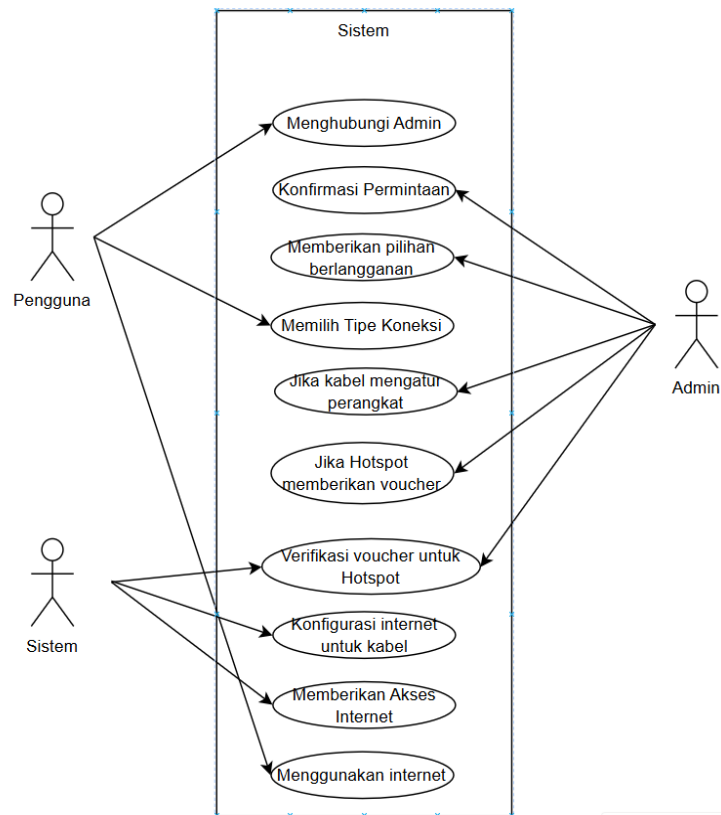 Sistem
Menghubungi Admin
Konfirmasi Permintaan
Memberikan pilihan
berlangganan
Pengguna
Memilih Tipe Koneksi
Jika kabel mengatur
perangkat
Admin
Jika Hotspot
memberikan voucher
Verifikasi voucher untuk
Hotspot
Konfigurasi internet
untuk kabel
Sistem
Memberikan Akses
Internet
Menggunakan internet